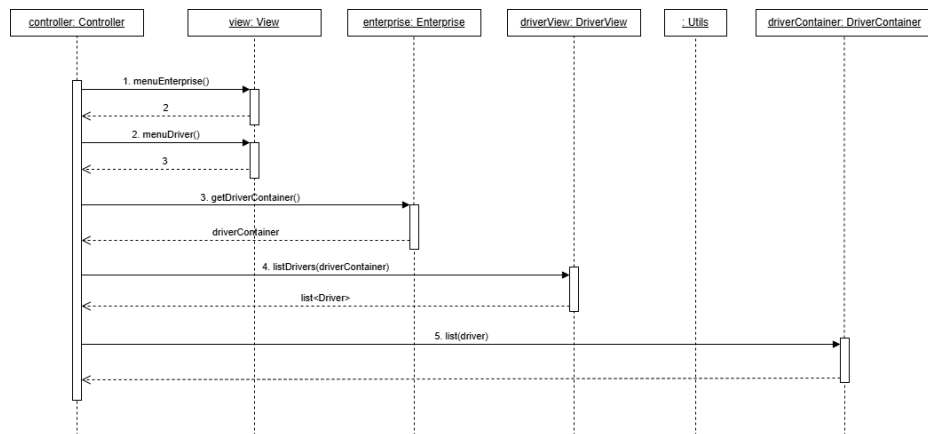 controller: Controller
view: View
enterprise: Enterprise
driverView: DriverView
: Utils
driverContainer: DriverContainer
1. menuEnterprise()
2
2. menuDriver()
3
3. getDriverContainer()
driverContainer
4. listDrivers(driverContainer)
list<Driver>
5. list(driver)